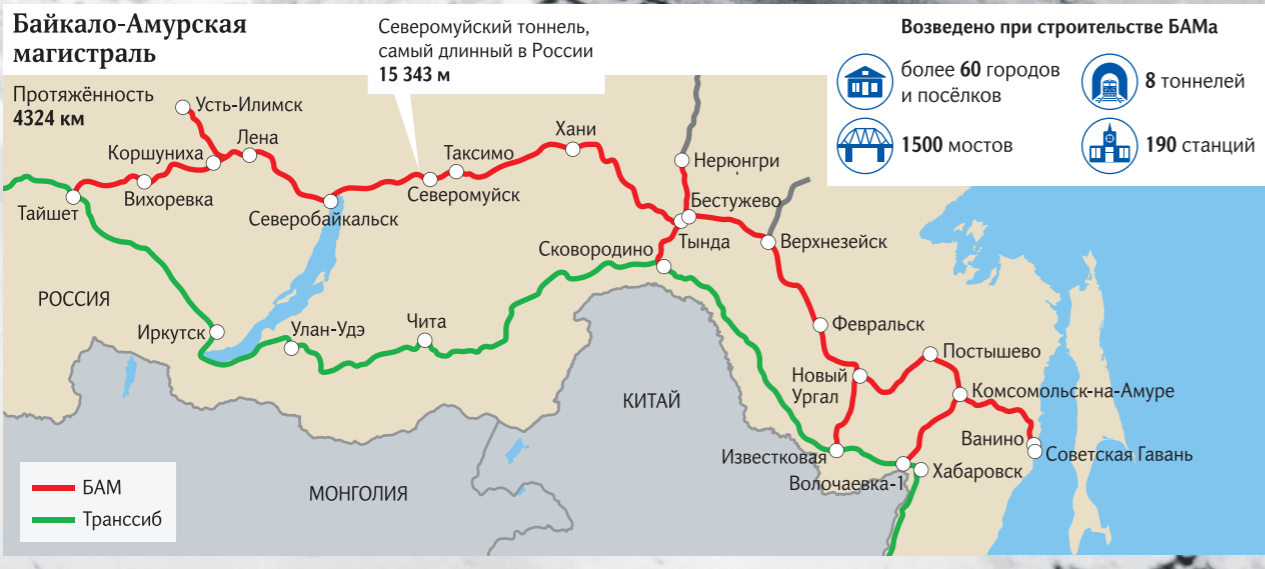 Байкало-Амурская
магистраль
Протяжённость
4324 км
Северомуйский тоннель,
самый длинный в России
15 343 м
Возведено при строительстве БАМа
более 60 городов
и посёлков
8 тоннелей
1500 мостов
190 станций
Усть-Илимск
Лена
Коршуниха
Вихоревка
Тайшет
Северобайкальск
Северомуйск
Таксимо
Хани
Нерюнгри
Бестужево
Тында
Сковородино
Верхнезейск
РОССИЯ
Иркутск
Улан-Удэ
Чита
Февральск
Постышево
Новый
Ургал
Комсомольск-на-Амуре
КИТАЙ
Ванино
Советская Гавань
Известковая
Волочаевка-1
Хабаровск
МОНГОЛИЯ
БАМ
Транссиб